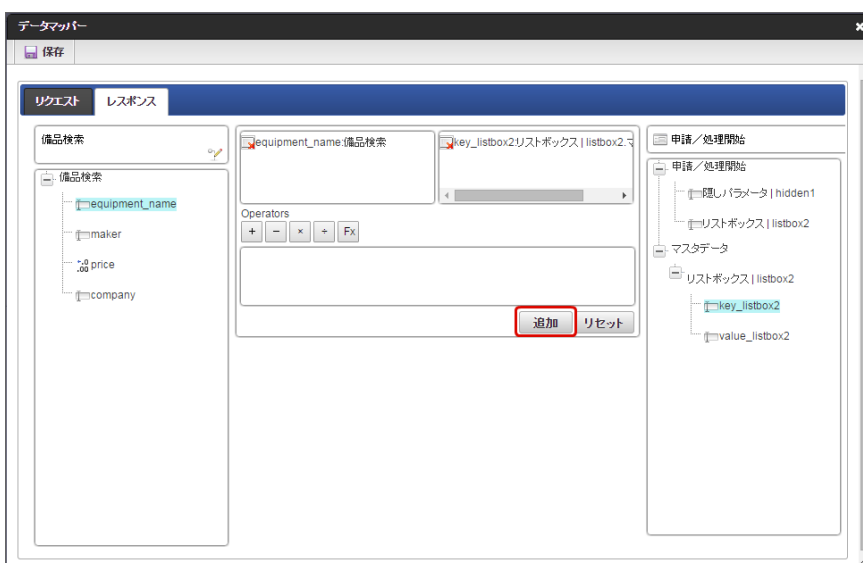 データマッパー
保存
リクエスト
レスポンス
備品検索
備品検索
equipment_name
maker
price
company
equipment_name:備品検索
key_listbox2リストボックス | listbox2.マ
Operators
+ − × ÷ Fx
追加
リセット
申請/処理開始
申請/処理開始
隠しパラメータ | hidden1
リストボックス | listbox2
マスタデータ
リストボックス | listbox2
key_listbox2
value_listbox2